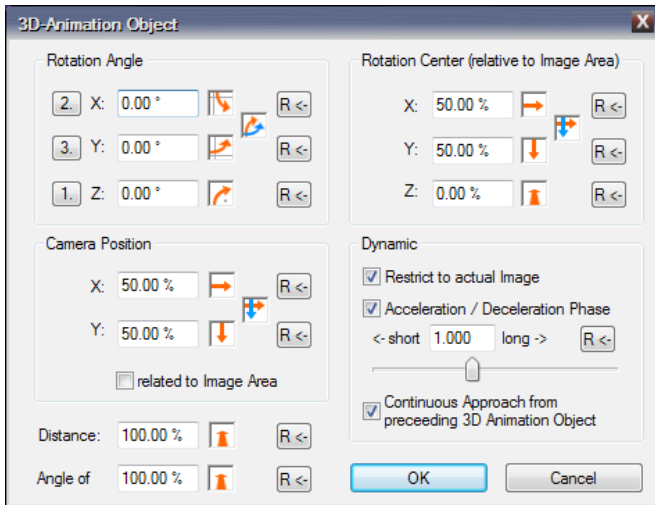 3D-Animation Object
X
Rotation Angle
2. X: 0.00 ° R <-
3. Y: 0.00 ° R <-
1. Z: 0.00 ° R <-
Rotation Center (relative to Image Area)
X: 50.00 % R <-
Y: 50.00 % R <-
Z: 0.00 % R <-
Camera Position
X: 50.00 % R <-
Y: 50.00 % R <-
related to Image Area
Distance: 100.00 % R <-
Angle of 100.00 % R <-
Dynamic
Restrict to actual Image
Acceleration / Deceleration Phase
<- short 1.000 long -> R <-
Continuous Approach from
preceeding 3D Animation Object
OK Cancel